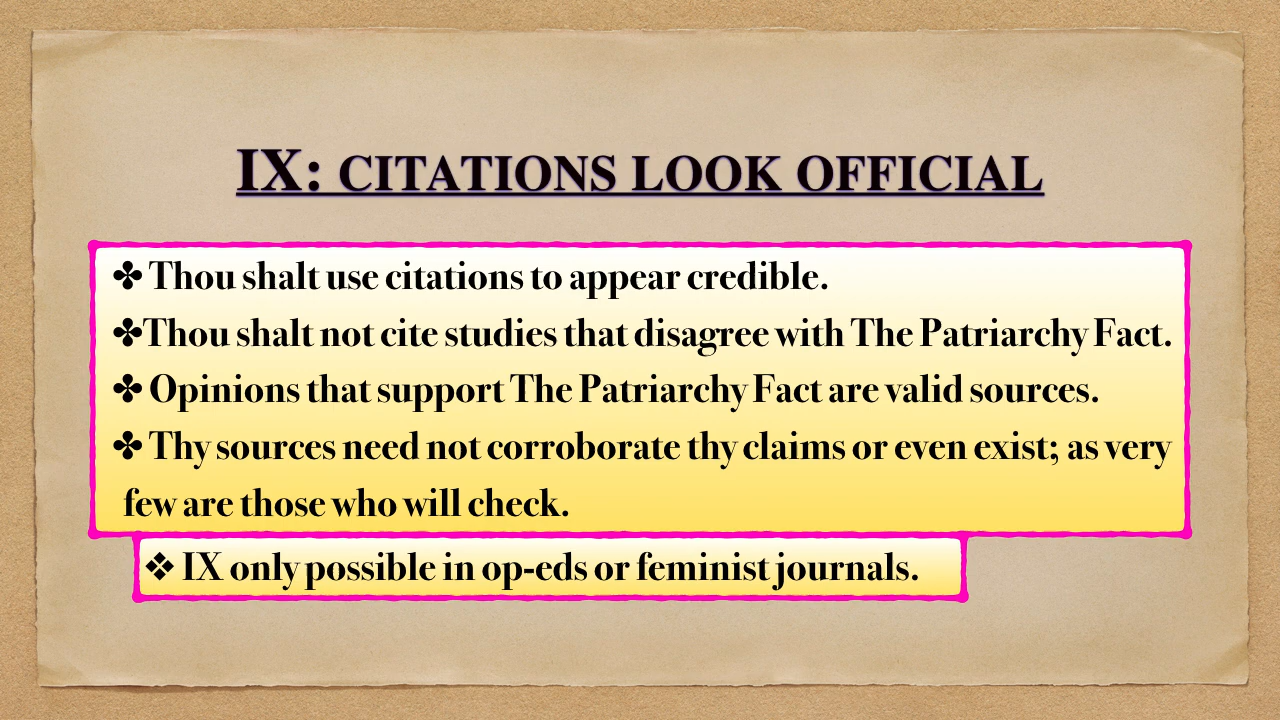 IX: CITATIONS LOOK OFFICIAL
✤ Thou shalt use citations to appear credible.
✤Thou shalt not cite studies that disagree with The Patriarchy Fact.
✤ Opinions that support The Patriarchy Fact are valid sources.
✤ Thy sources need not corroborate thy claims or even exist; as very
few are those who will check.
❖ IX only possible in op-eds or feminist journals.